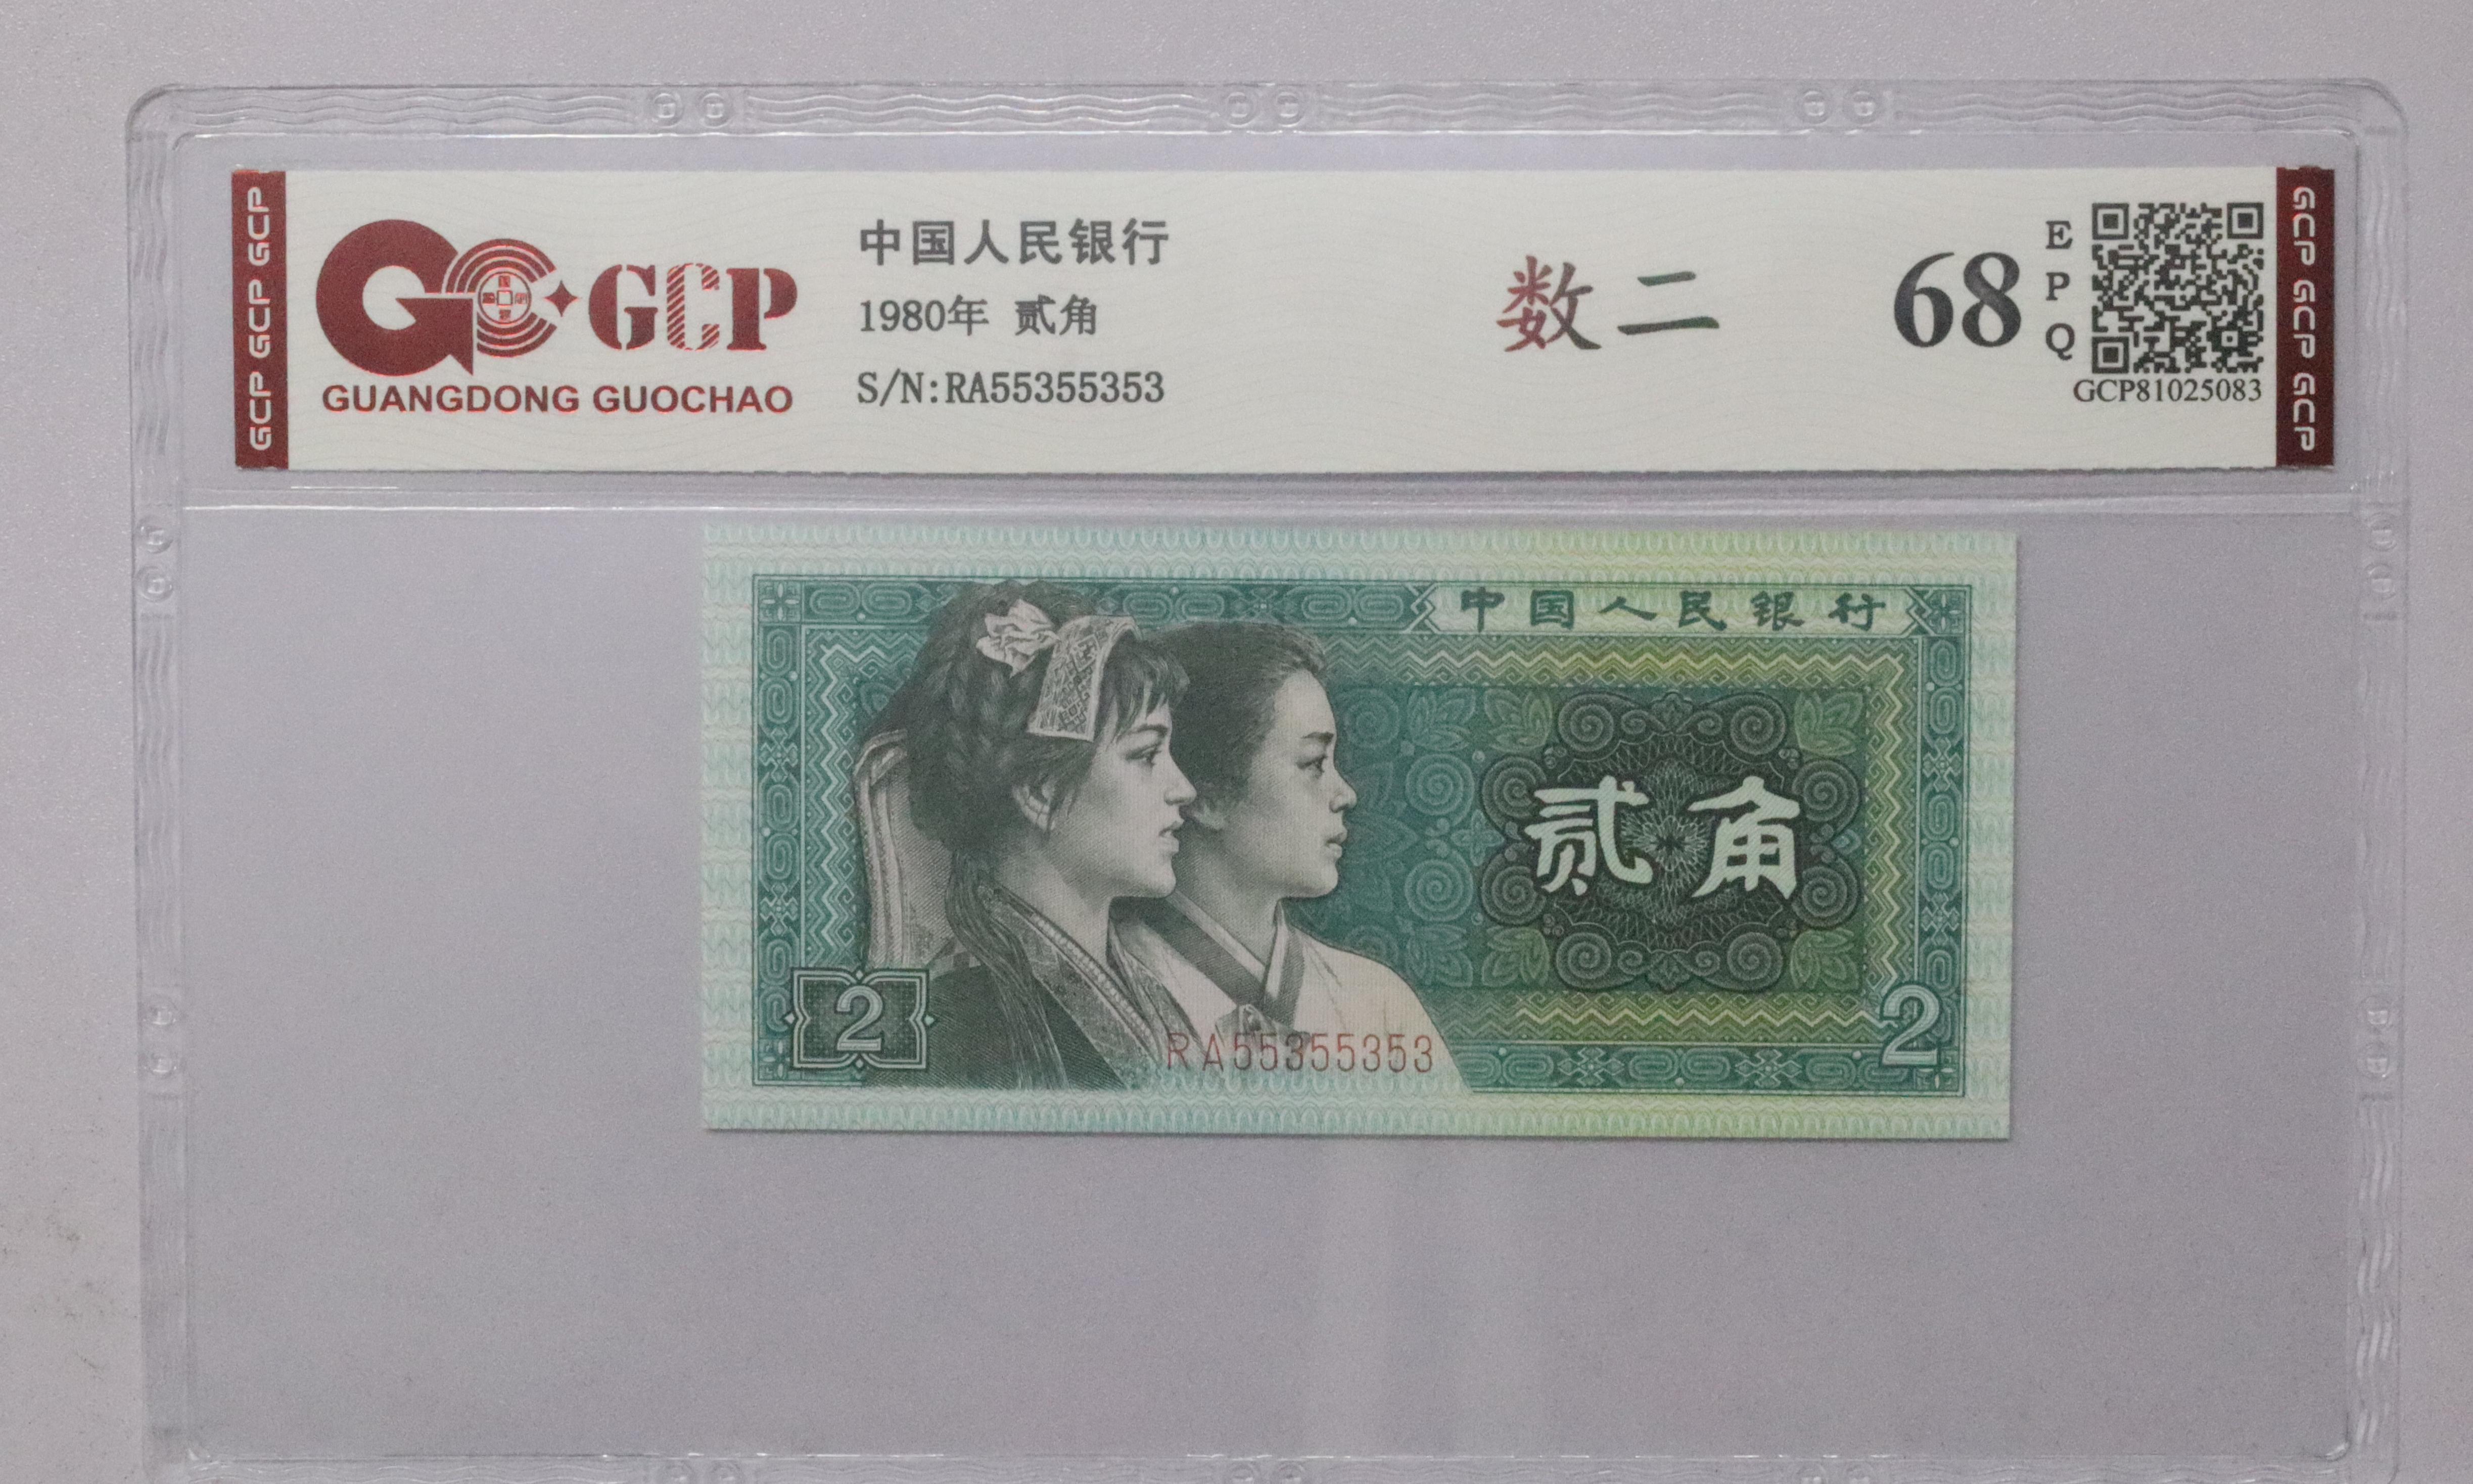 GCP GCP GCP
GCP
GUANGDONG GUOCHAO
中国人民银行
1980年 贰角
S/N:RA55355353
数二
68
EPQ
GCP81025083
GCP GCP GCP
中国人民银行
贰角
2
RA55355353
2